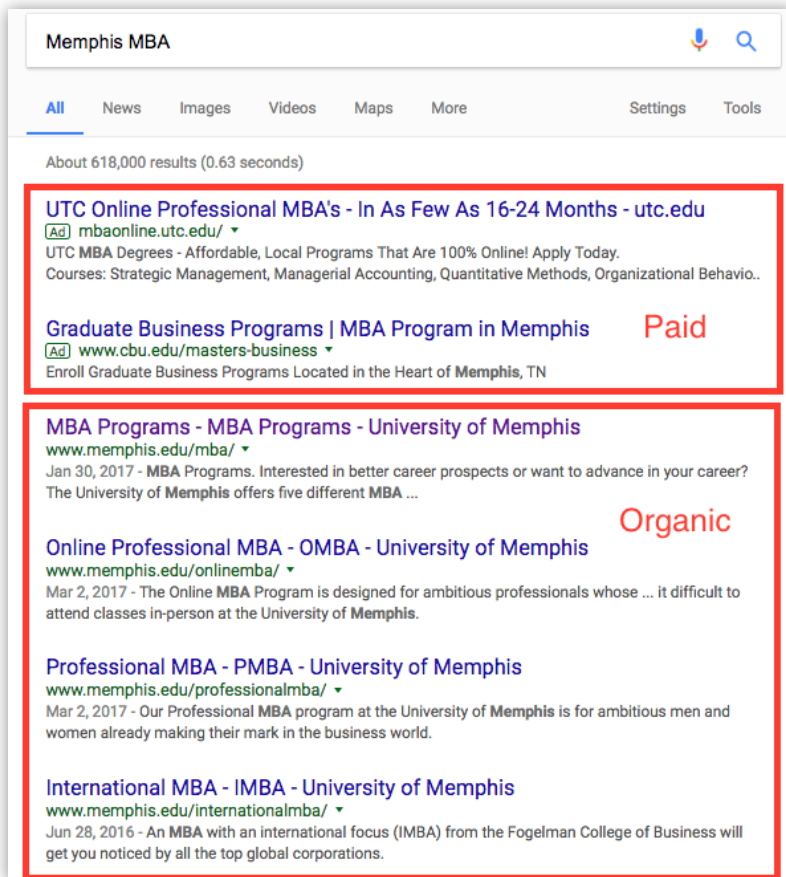 Memphis MBA
All News Images Videos Maps More Settings Tools
About 618,000 results (0.63 seconds)
UTC Online Professional MBA's - In As Few As 16-24 Months - utc.edu
Ad mbaonline.utc.edu/
UTC MBA Degrees - Affordable, Local Programs That Are 100% Online! Apply Today.
Courses: Strategic Management, Managerial Accounting, Quantitative Methods, Organizational Behavio..
Graduate Business Programs | MBA Program in Memphis
Paid
Ad www.cbu.edu/masters-business
Enroll Graduate Business Programs Located in the Heart of Memphis, TN
MBA Programs - MBA Programs - University of Memphis
www.memphis.edu/mba/
Jan 30, 2017 - MBA Programs. Interested in better career prospects or want to advance in your career?
The University of Memphis offers five different MBA ...
Organic
Online Professional MBA - OMBA - University of Memphis
www.memphis.edu/onlinemba/
Mar 2, 2017 - The Online MBA Program is designed for ambitious professionals whose ... it difficult to
attend classes in-person at the University of Memphis.
Professional MBA - PMBA - University of Memphis
www.memphis.edu/professionalmba/
Mar 2, 2017 - Our Professional MBA program at the University of Memphis is for ambitious men and
women already making their mark in the business world.
International MBA - IMBA - University of Memphis
www.memphis.edu/internationalmba/
Jun 28, 2016 - An MBA with an international focus (IMBA) from the Fogelman College of Business will
get you noticed by all the top global corporations.